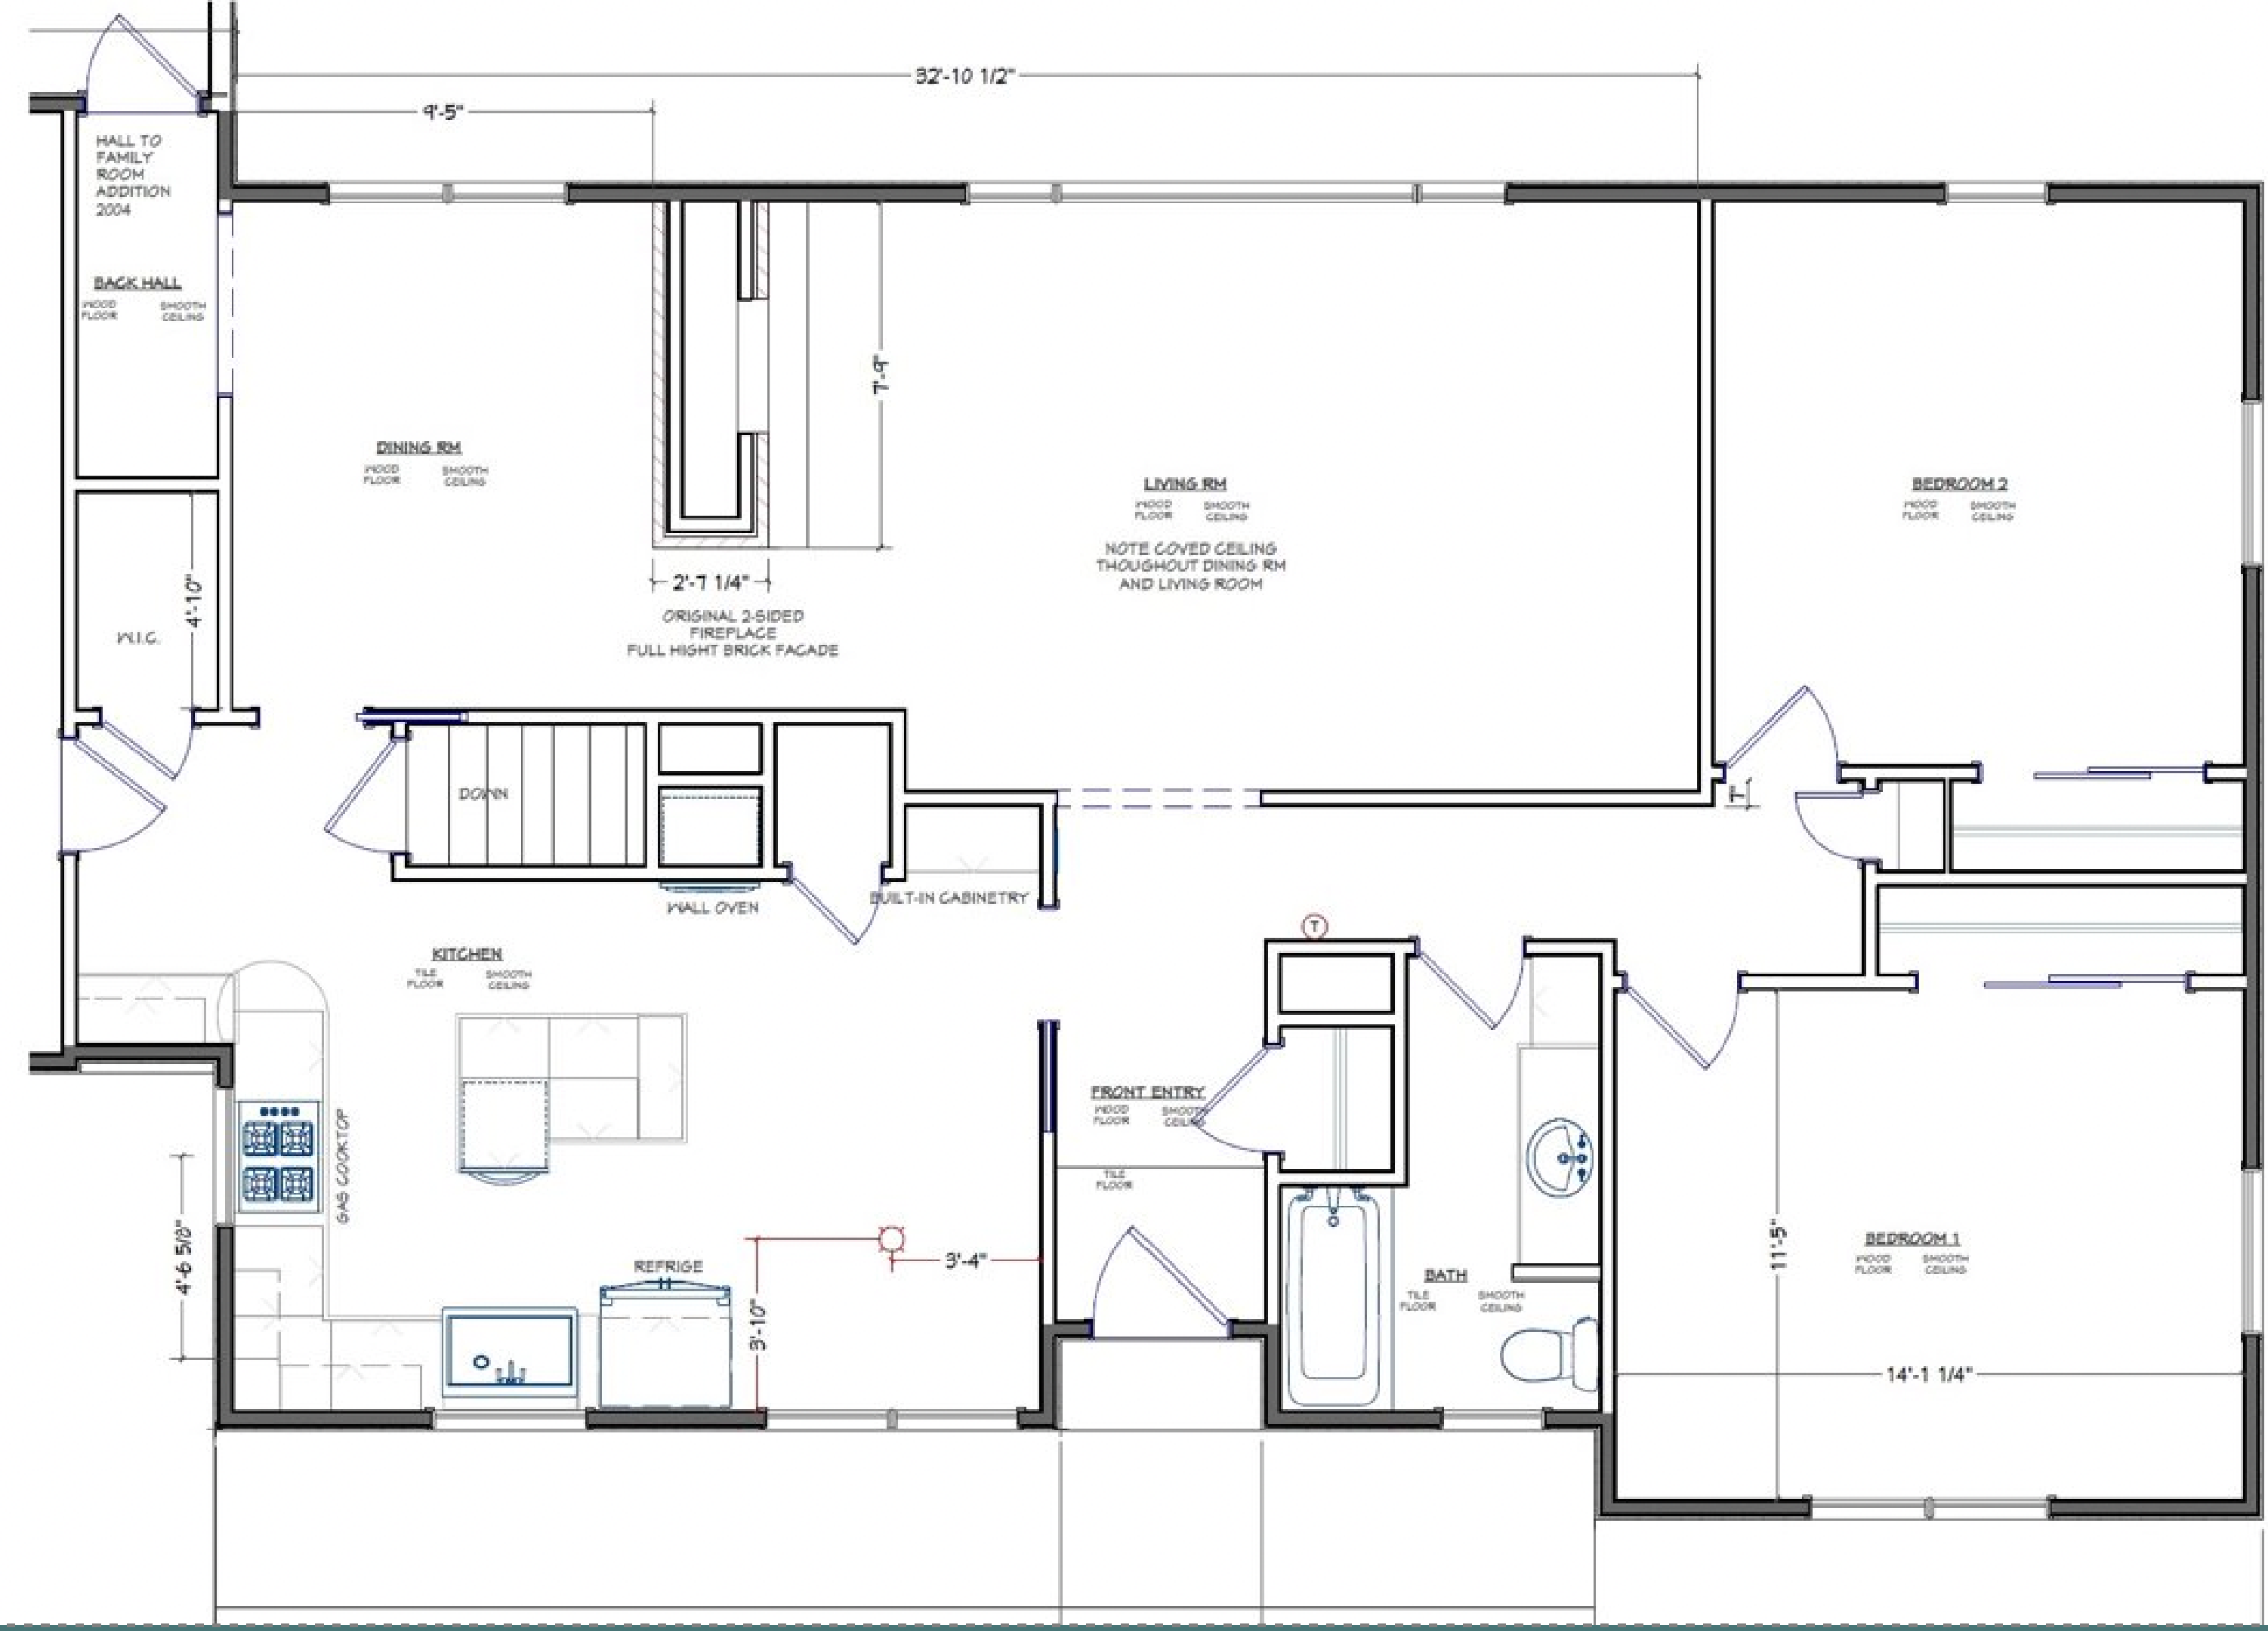 32'-10 1/2"
9'-5"
HALL TO
FAMILY
ROOM
ADDITION
2004
BACK HALL
WOOD FLOOR
SMOOTH CEILING
7'-9"
DINING RM
WOOD FLOOR
SMOOTH CEILING
LIVING RM
WOOD FLOOR
SMOOTH CEILING
NOTE COVED CEILING
THOUGHOUT DINING RM
AND LIVING ROOM
BEDROOM 2
WOOD FLOOR
SMOOTH CEILING
2'-7 1/4"
ORIGINAL 2-SIDED
FIREPLACE
FULL HIGHT BRICK FACADE
4'-10"
W.I.C.
DOWN
7"
WALL OVEN
BUILT-IN CABINETRY
T
KITCHEN
TILE FLOOR
SMOOTH CEILING
FRONT ENTRY
WOOD FLOOR
SMOOTH CEILING
TILE FLOOR
GAS COOKTOP
4'-6 5/8"
REFRIGE
3'-4"
3'-10"
BATH
TILE FLOOR
SMOOTH CEILING
11'-5"
BEDROOM 1
WOOD FLOOR
SMOOTH CEILING
14'-1 1/4"